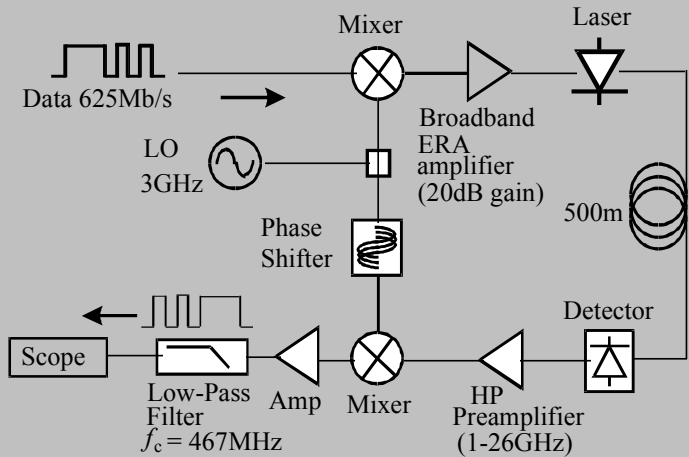 Mixer
Laser
Data 625Mb/s
Broadband
ERA
amplifier
(20dB gain)
LO
3GHz
500m
Phase
Shifter
Detector
Scope
Low-Pass
Filter
fc = 467MHz
Amp
Mixer
HP
Preamplifier
(1-26GHz)